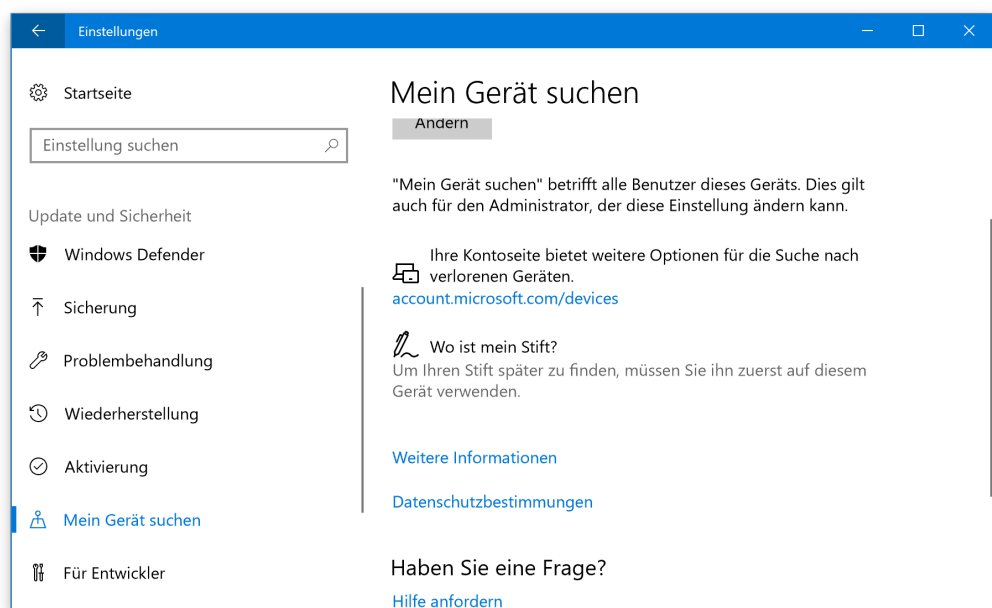 Einstellungen
Startseite
Einstellung suchen
Update und Sicherheit
Windows Defender
Sicherung
Problembehandlung
Wiederherstellung
Aktivierung
Mein Gerät suchen
Für Entwickler
Mein Gerät suchen
Ändern
"Mein Gerät suchen" betrifft alle Benutzer dieses Geräts. Dies gilt
auch für den Administrator, der diese Einstellung ändern kann.
Ihre Kontoseite bietet weitere Optionen für die Suche nach
verlorenen Geräten.
account.microsoft.com/devices
Wo ist mein Stift?
Um Ihren Stift später zu finden, müssen Sie ihn zuerst auf diesem
Gerät verwenden.
Weitere Informationen
Datenschutzbestimmungen
Haben Sie eine Frage?
Hilfe anfordern